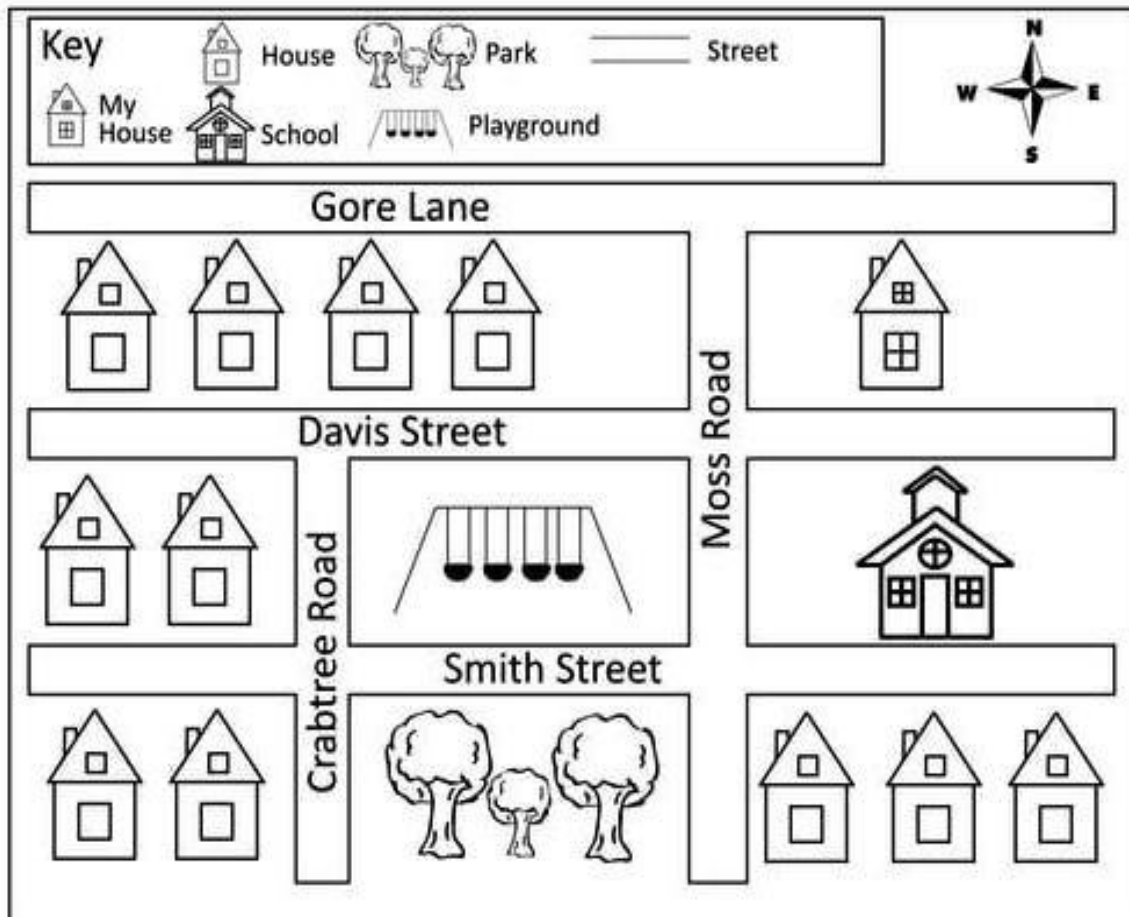 Key
House
Park
Street
My
House
School
Playground
N
W
E
S
Gore Lane
Davis Street
Moss Road
Crabtree Road
Smith Street